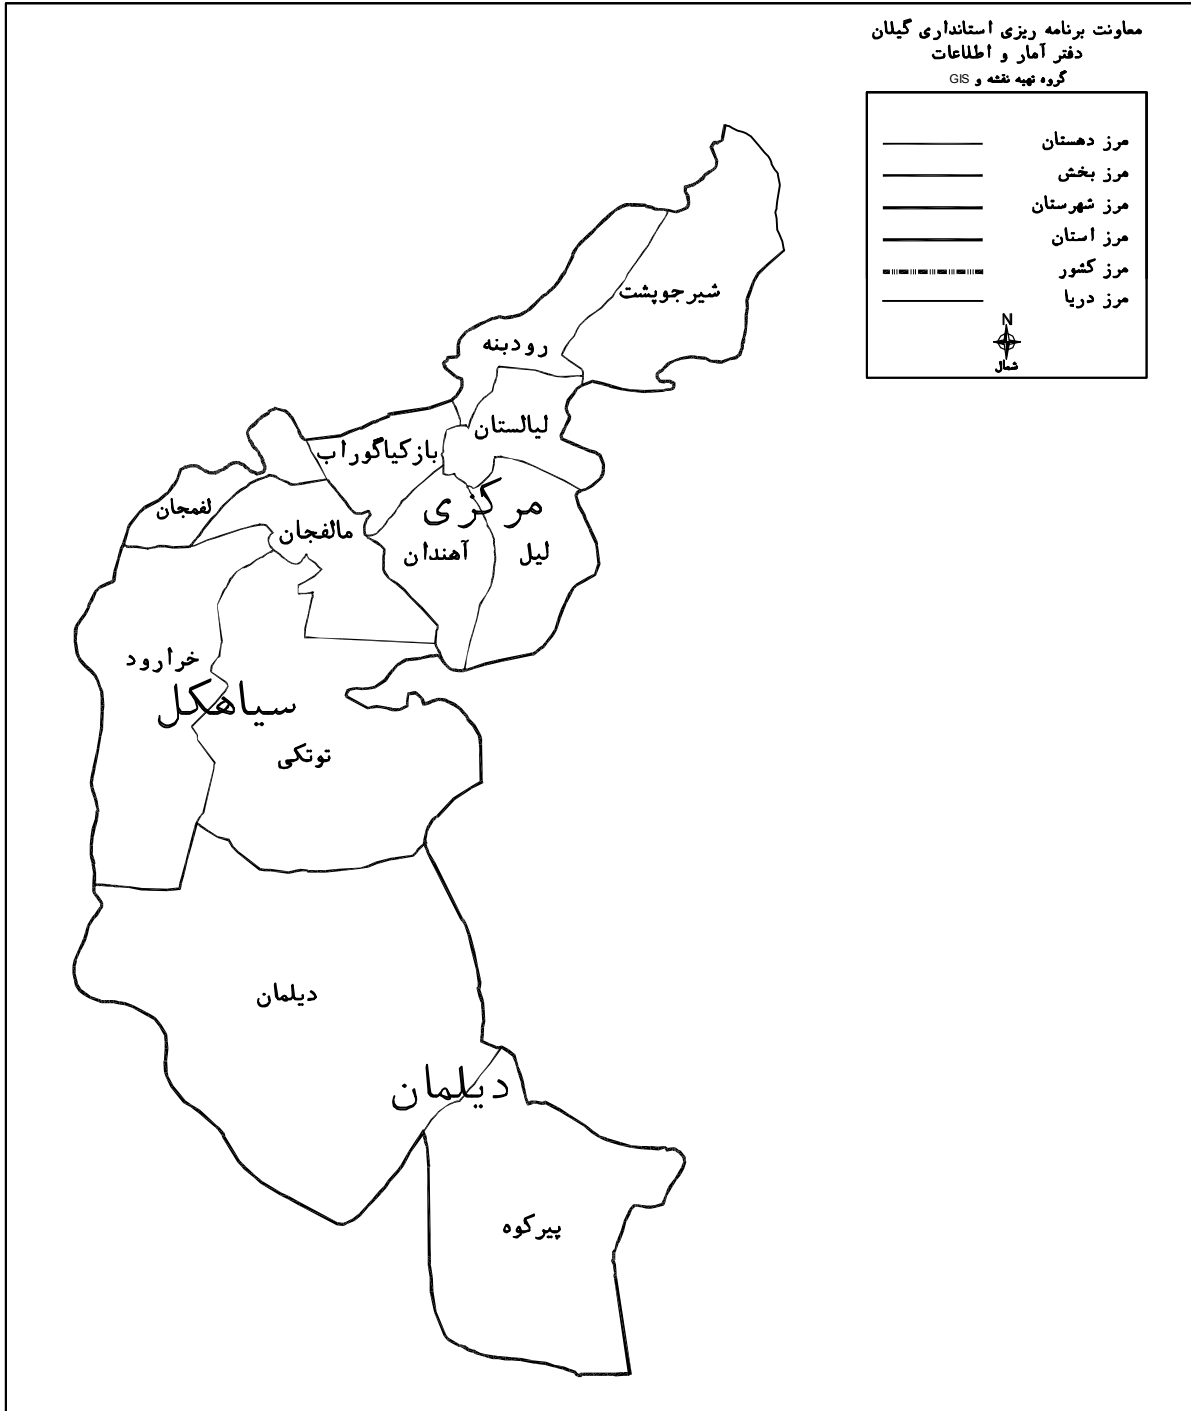 معاونت برنامه ریزی استانداری گیلان
دفتر آمار و اطلاعات
گروه تهیه نقشه و GIS
مرز دهستان
مرز بخش
مرز شهرستان
مرز استان
مرز کشور
مرز دریا
N
شمال
شیرجوپشت
رودبنه
لیالستان
بازکیاگوراب
لفمجان
مرکزی
مالفجان
آهندان
لیل
خرارود
سیاهکل
توتکی
دیلمان
دیلمان
پیرکوه